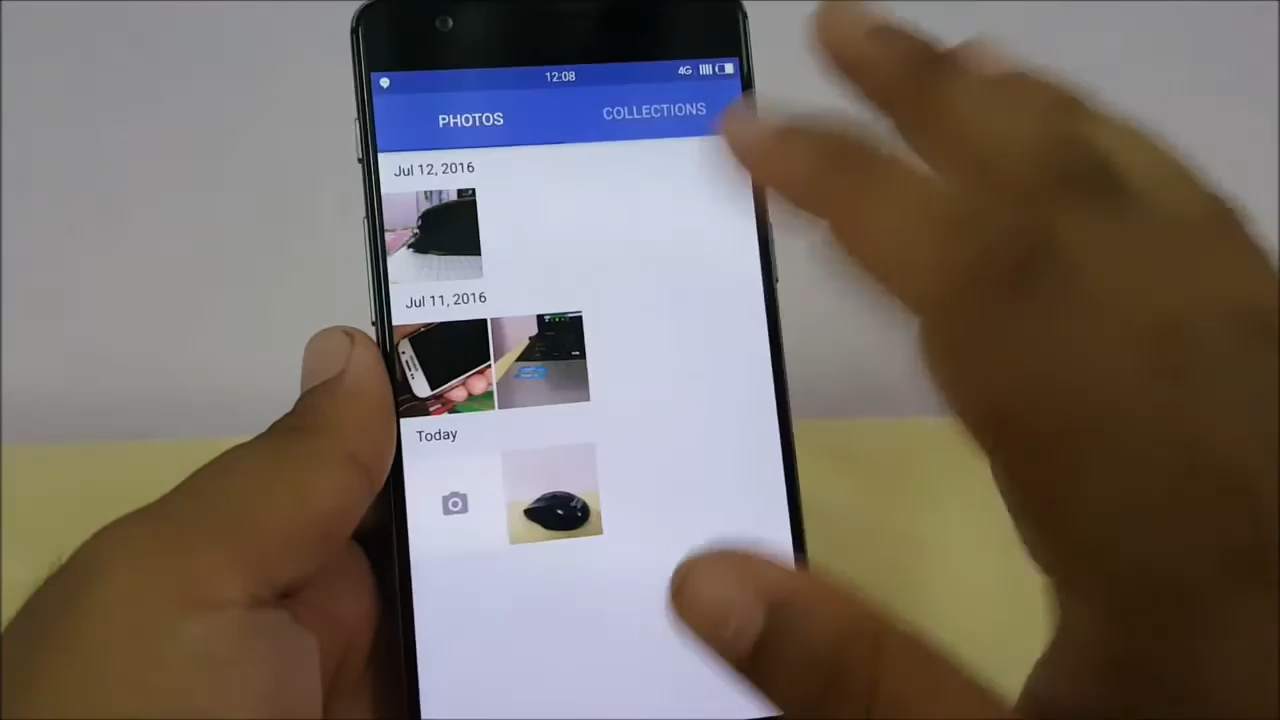 12:08
4G
PHOTOS
COLLECTIONS
Jul 12, 2016
Jul 11, 2016
Today